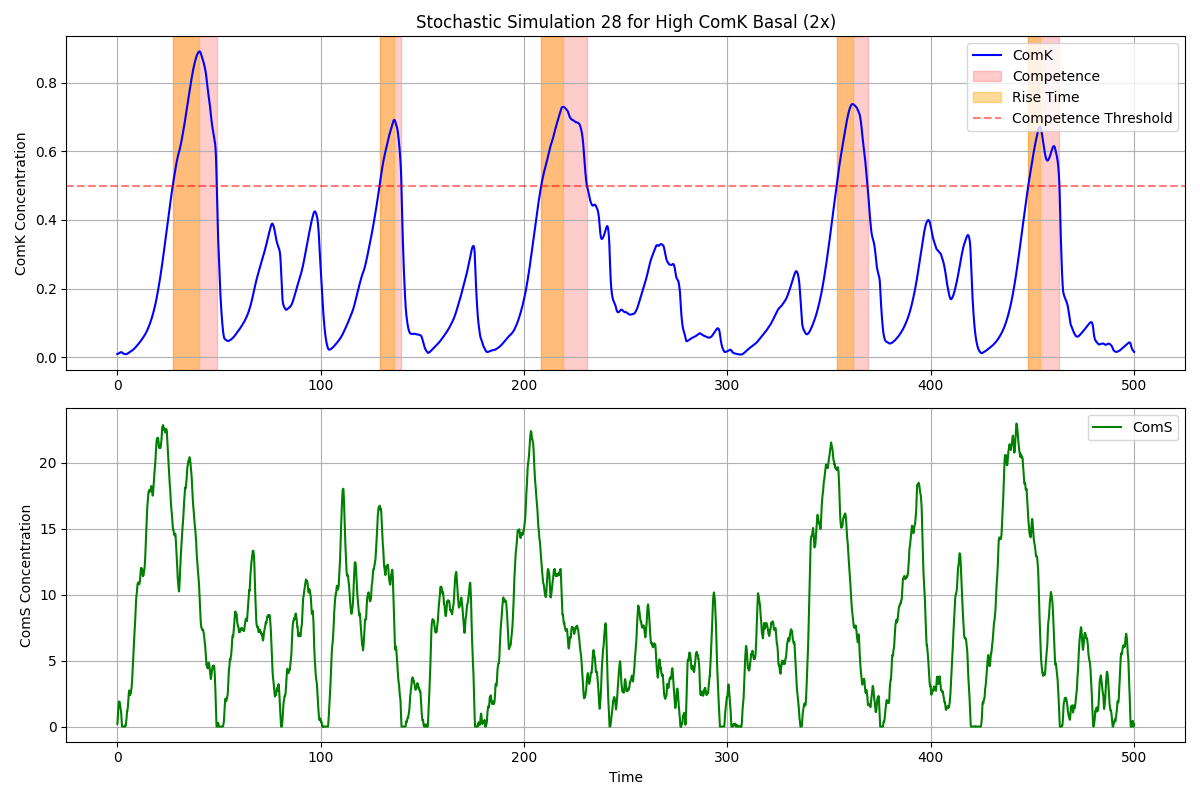 Stochastic Simulation 28 for High ComK Basal (2x)
ComK Concentration
0.8
0.6
0.4
0.2
0.0
ComK
Competence
Rise Time
Competence Threshold
0 100 200 300 400 500
ComS Concentration
20
15
10
5
0
ComS
0 100 200 300 400 500
Time